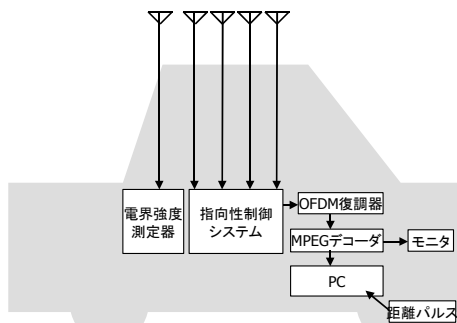 電界強度
測定器
指向性制御
システム
OFDM復調器
MPEGデコーダ
モニタ
PC
距離パルス